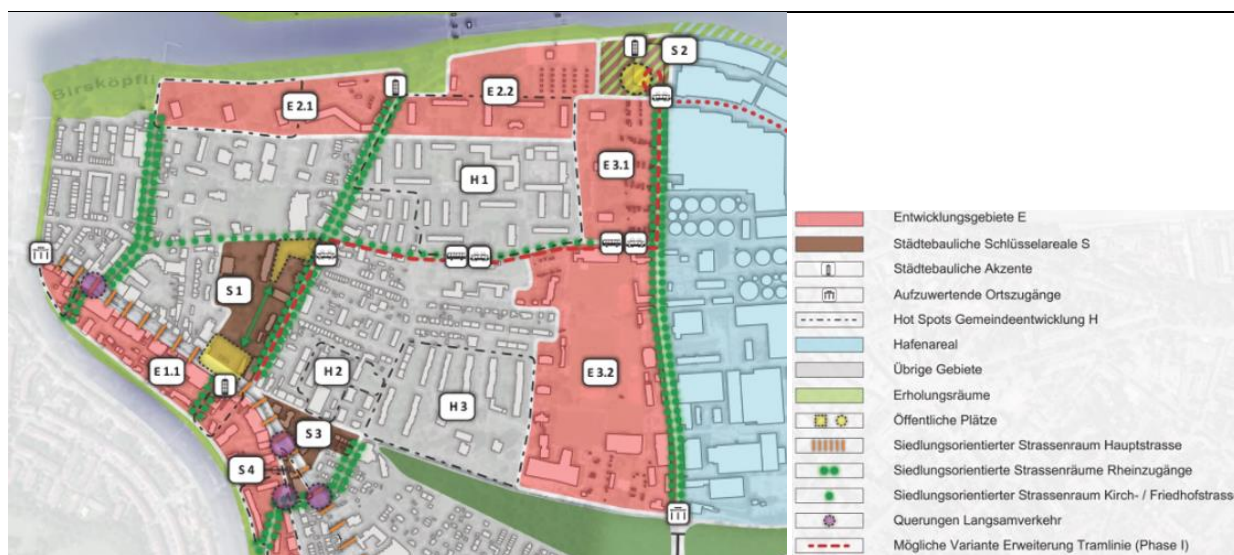 Birsköpfli
E 2.1
E 2.2
S 2
E 3.1
H 1
S 1
E 1.1
H 2
H 3
E 3.2
S 3
S 4
Entwicklungsgebiete E
Städtebauliche Schlüsselareale S
Städtebauliche Akzente
Aufzuwertende Ortszugänge
Hot Spots Gemeindeentwicklung H
Hafenareal
Übrige Gebiete
Erholungsräume
Öffentliche Plätze
Siedlungsorientierter Strassenraum Hauptstrasse
Siedlungsorientierte Strassenräume Rheinzugänge
Siedlungsorientierter Strassenraum Kirch- / Friedhofstrasse
Querungen Langsamverkehr
Mögliche Variante Erweiterung Tramlinie (Phase I)